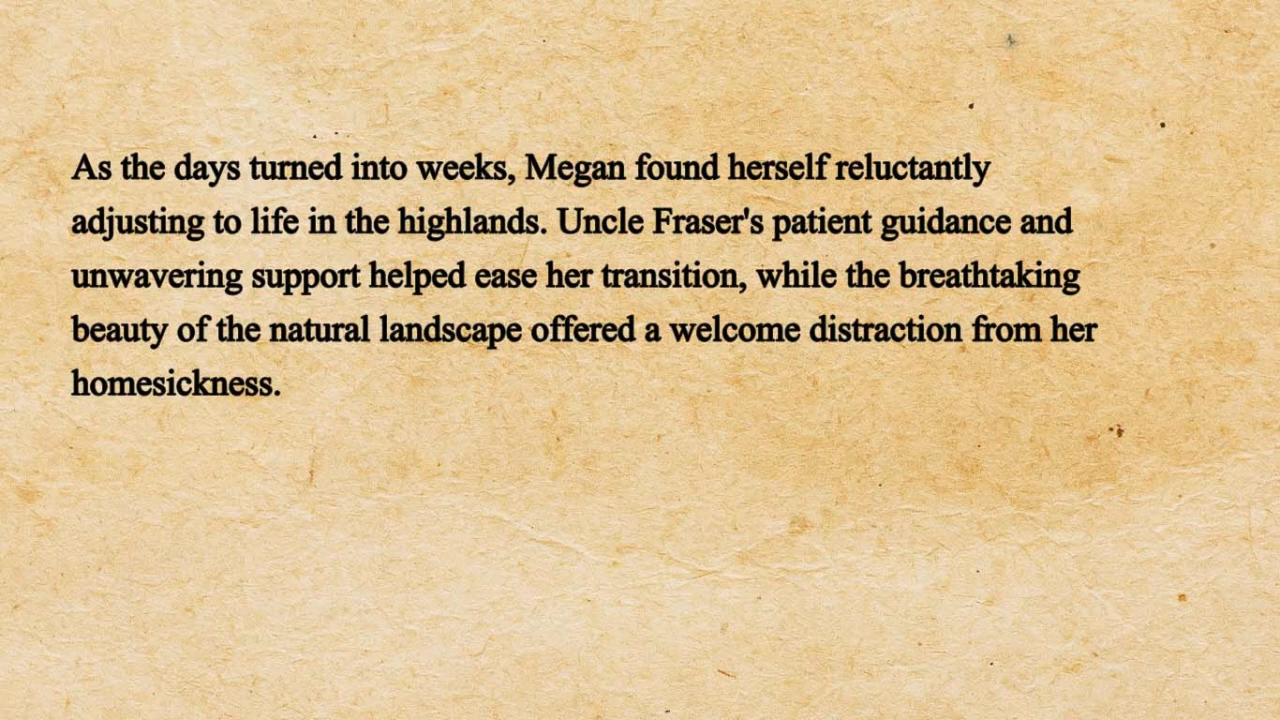 As the days turned into weeks, Megan found herself reluctantly
adjusting to life in the highlands. Uncle Fraser's patient guidance and
unwavering support helped ease her transition, while the breathtaking
beauty of the natural landscape offered a welcome distraction from her
homesickness.